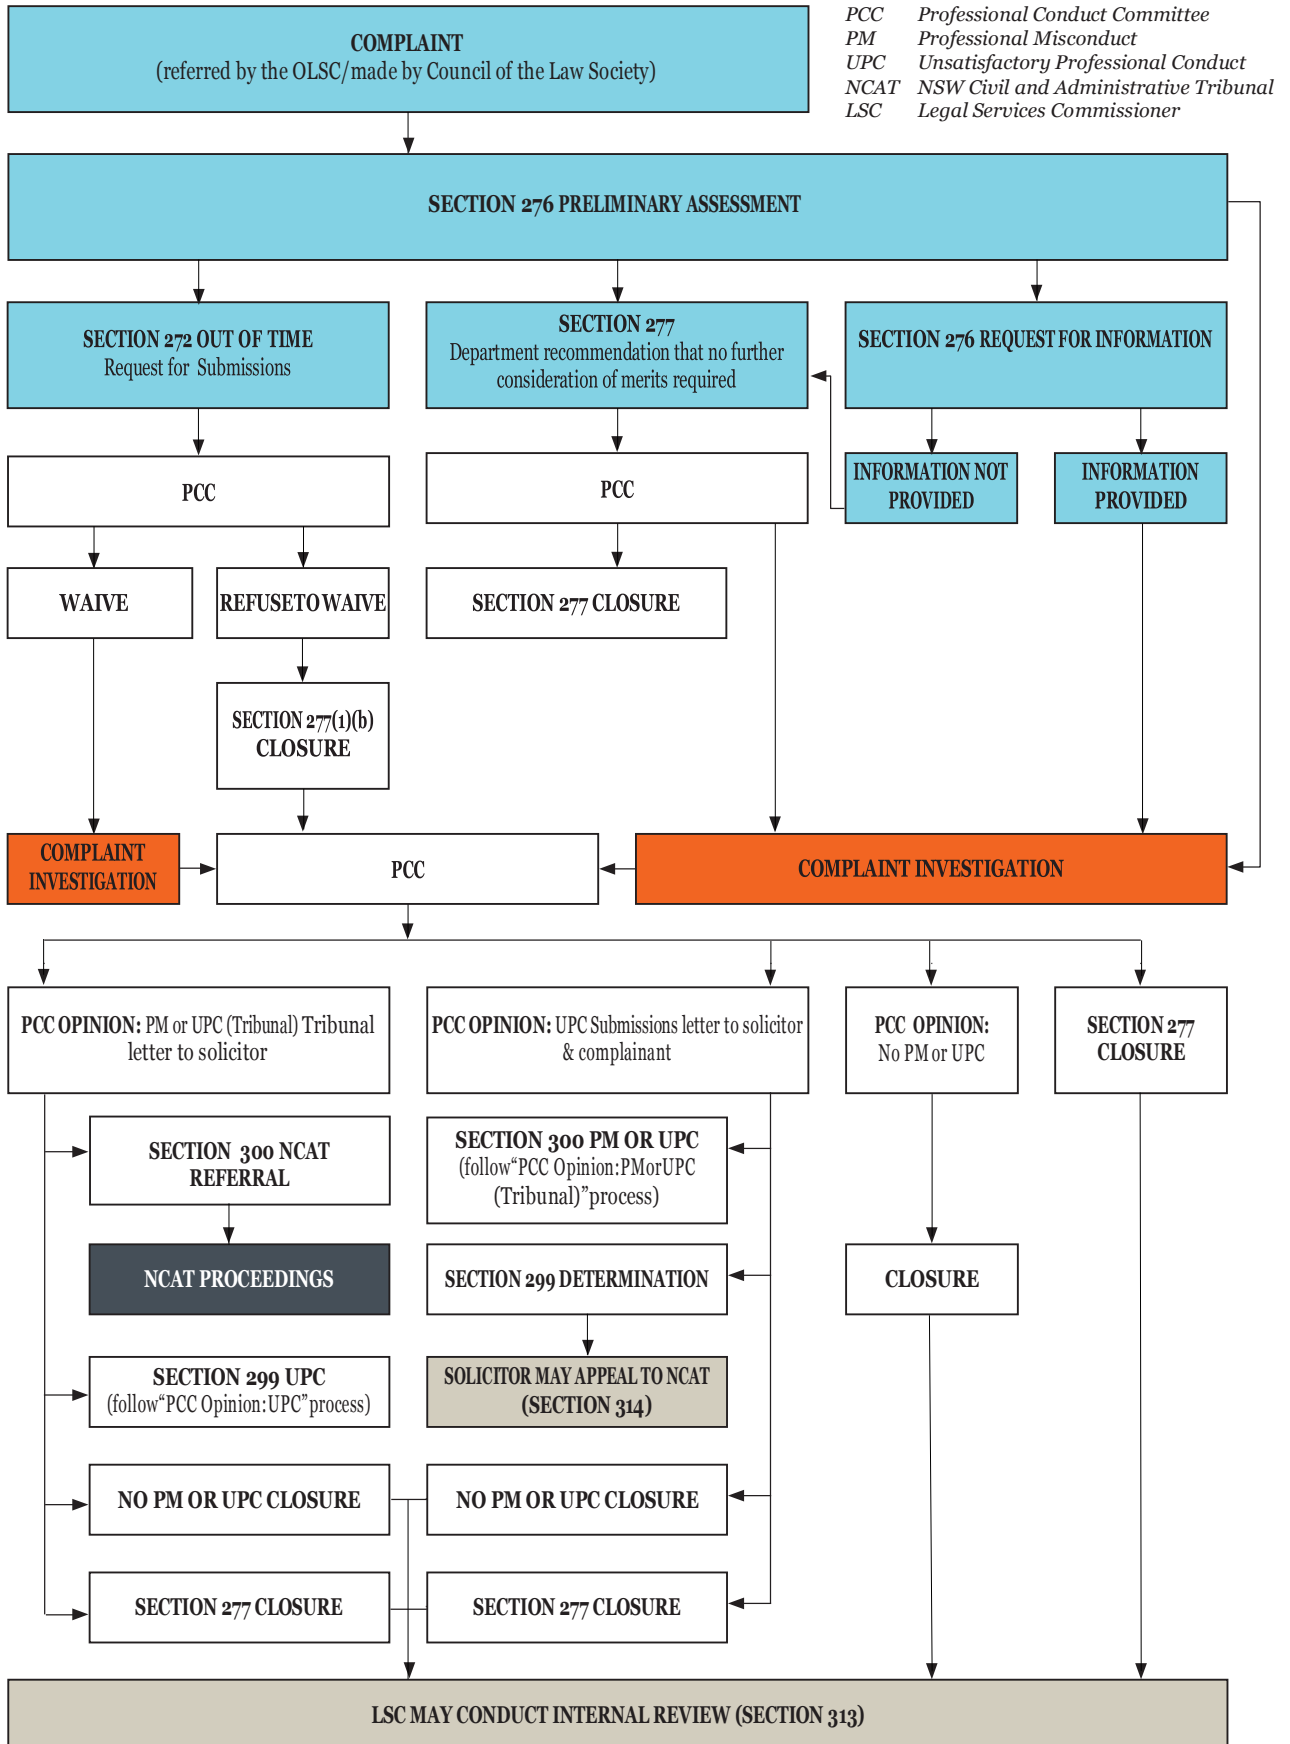 COMPLAINT
(referred by the OLSC/made by Council of the Law Society)
PCC Professional Conduct Committee
PM Professional Misconduct
UPC Unsatisfactory Professional Conduct
NCAT NSW Civil and Administrative Tribunal
LSC Legal Services Commissioner
SECTION 276 PRELIMINARY ASSESSMENT
SECTION 272 OUT OF TIME
Request for Submissions
SECTION 277
Department recommendation that no further
consideration of merits required
SECTION 276 REQUEST FOR INFORMATION
PCC
PCC
INFORMATION NOT
PROVIDED
INFORMATION
PROVIDED
WAIVE
REFUSETO WAIVE
SECTION 277 CLOSURE
SECTION 277(1)(b)
CLOSURE
COMPLAINT
INVESTIGATION
PCC
COMPLAINT INVESTIGATION
PCC OPINION: PM or UPC (Tribunal) Tribunal
letter to solicitor
PCC OPINION: UPC Submissions letter to solicitor
& complainant
PCC OPINION:
No PM or UPC
SECTION 277
CLOSURE
SECTION 300 NCAT
REFERRAL
SECTION 300 PM OR UPC
(follow“PCC Opinion:PMorUPC
(Tribunal)”process)
NCAT PROCEEDINGS
SECTION 299 DETERMINATION
CLOSURE
SECTION 299 UPC
(follow“PCC Opinion:UPC”process)
SOLICITOR MAY APPEAL TO NCAT
(SECTION 314)
NO PM OR UPC CLOSURE
NO PM OR UPC CLOSURE
SECTION 277 CLOSURE
SECTION 277 CLOSURE
LSC MAY CONDUCT INTERNAL REVIEW (SECTION 313)